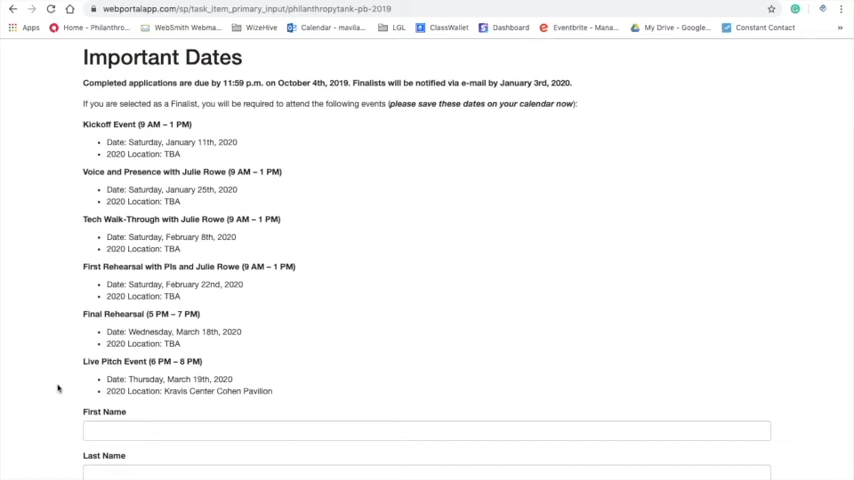 webportalapp.com/sp/task_item_primary_input/philanthropytank-pb-2019
Apps Home - Philanthro... WebSmith Webma... WizeHive Calendar - mavila... LGL ClassWallet Dashboard Eventbrite - Mana... My Drive - Google... Constant Contact »
Important Dates
Completed applications are due by 11:59 p.m. on October 4th, 2019. Finalists will be notified via e-mail by January 3rd, 2020.
If you are selected as a Finalist, you will be required to attend the following events (please save these dates on your calendar now):
Kickoff Event (9 AM – 1 PM)
• Date: Saturday, January 11th, 2020
• 2020 Location: TBA
Voice and Presence with Julie Rowe (9 AM – 1 PM)
• Date: Saturday, January 25th, 2020
• 2020 Location: TBA
Tech Walk-Through with Julie Rowe (9 AM – 1 PM)
• Date: Saturday, February 8th, 2020
• 2020 Location: TBA
First Rehearsal with PIs and Julie Rowe (9 AM – 1 PM)
• Date: Saturday, February 22nd, 2020
• 2020 Location: TBA
Final Rehearsal (5 PM – 7 PM)
• Date: Wednesday, March 18th, 2020
• 2020 Location: TBA
Live Pitch Event (6 PM – 8 PM)
• Date: Thursday, March 19th, 2020
• 2020 Location: Kravis Center Cohen Pavilion
First Name
Last Name